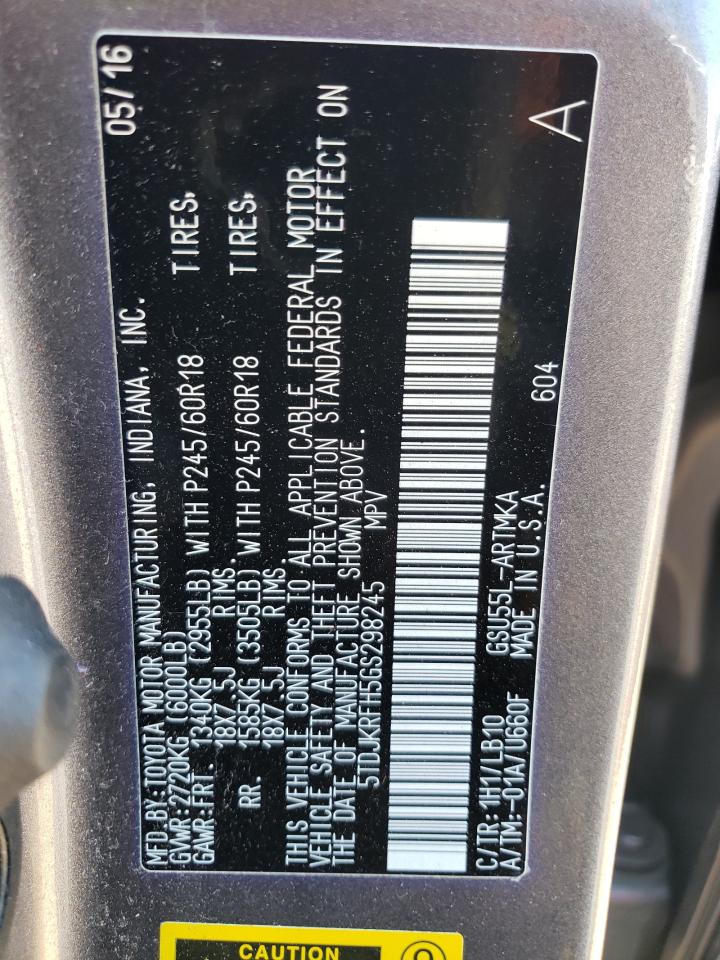 MFD.BY:TOYOTA MOTOR MANUFACTURING, INDIANA, INC. 05/16
GVWR:2720KG (6000LB)
GAWR:FRT 1340KG (2955LB) WITH P245/60R18 TIRES,
18X7.5J RIMS.
RR. 1585KG (3505LB) WITH P245/60R18 TIRES,
18X7.5J RIMS
THIS VEHICLE CONFORMS TO ALL APPLICABLE FEDERAL MOTOR
VEHICLE SAFETY AND THEFT PREVENTION STANDARDS IN EFFECT ON
THE DATE OF MANUFACTURE SHOWN ABOVE.
5TDJKRFH5GS298245 MPV
C/TR: 1H1/LB10 GSU55L-ARTMKA 604 A
A/TM:-01A/U660F MADE IN U.S.A.
CAUTION